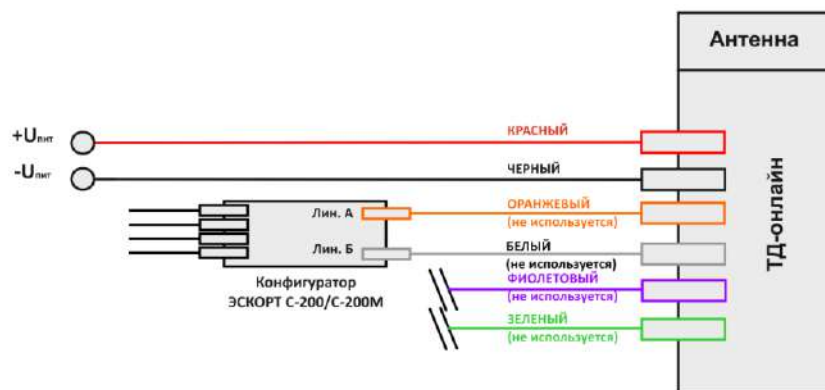 Антенна
+Uпит
КРАСНЫЙ
-Uпит
ЧЕРНЫЙ
Лин. А
ОРАНЖЕВЫЙ
(не используется)
Лин. Б
БЕЛЫЙ
(не используется)
Конфигуратор
ЭСКОРТ С-200/С-200М
ФИОЛЕТОВЫЙ
(не используется)
ЗЕЛЕНЫЙ
(не используется)
ТД-онлайн